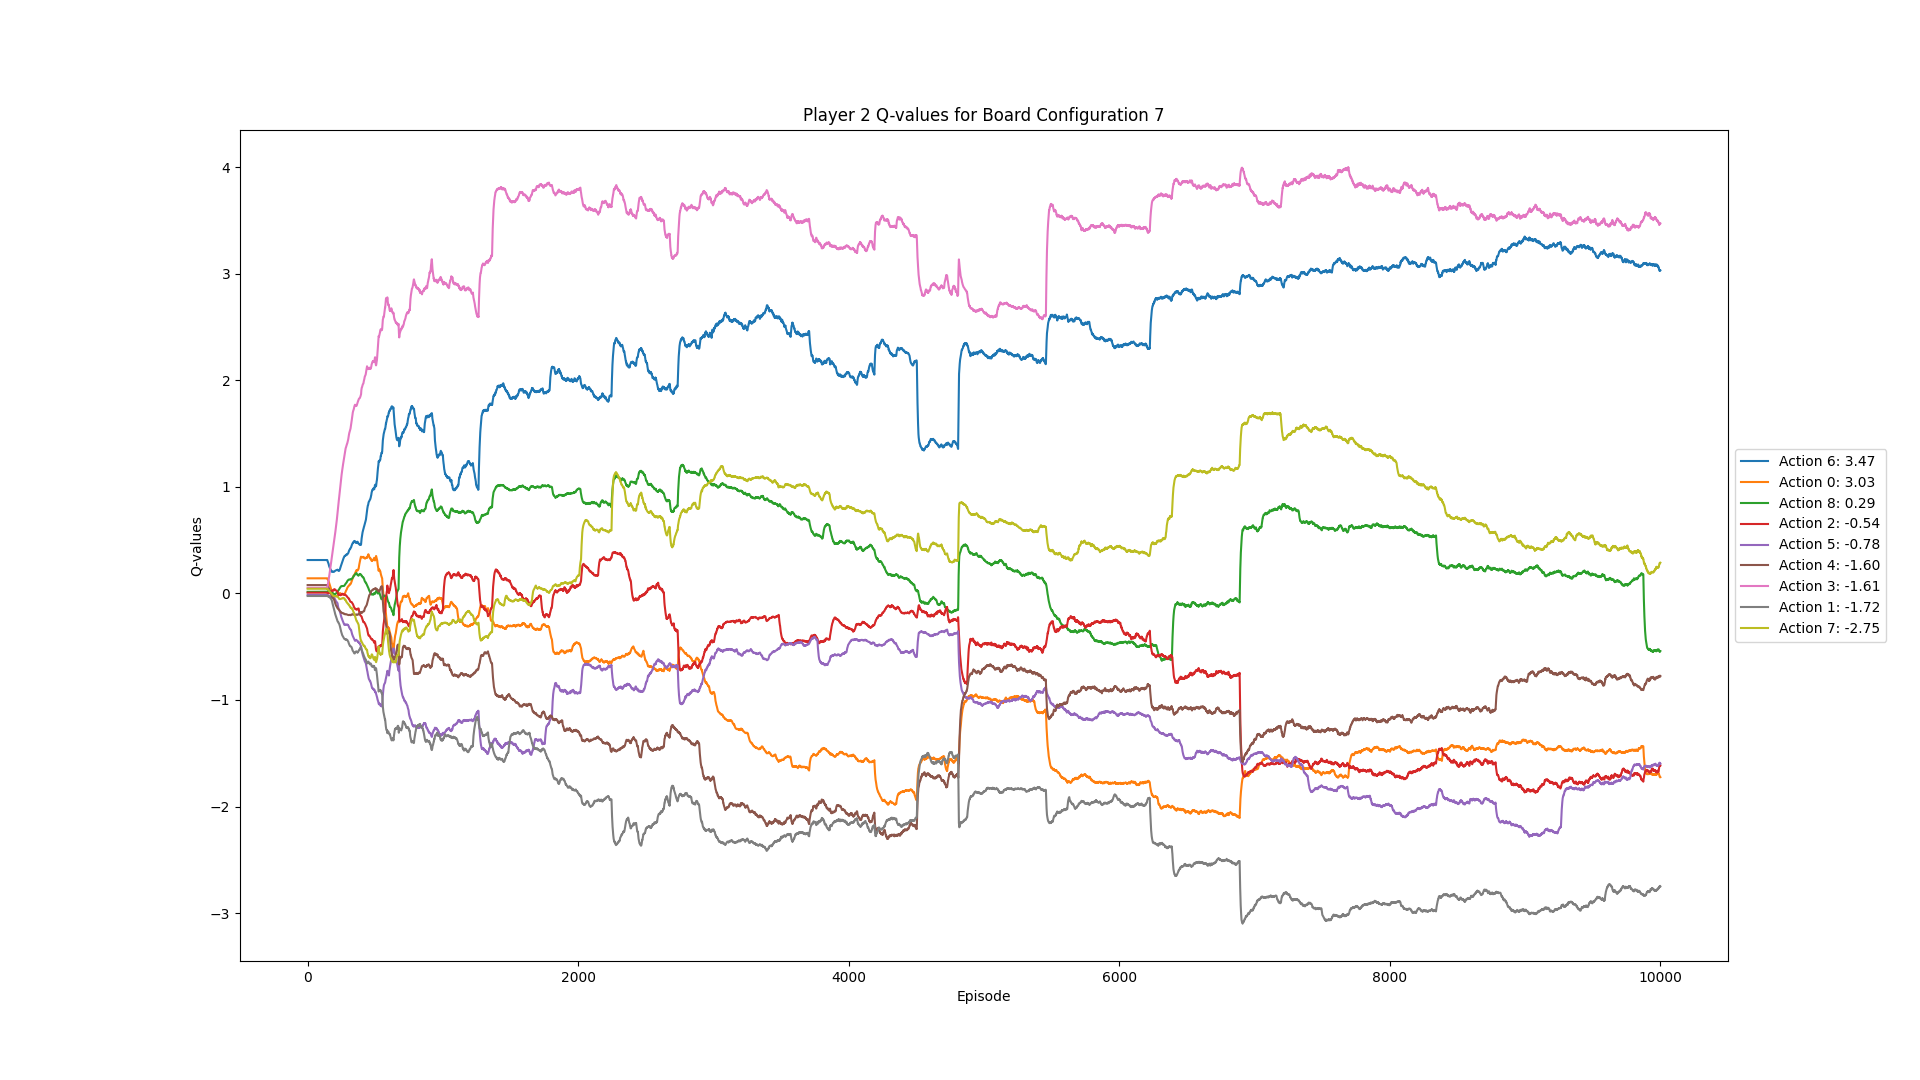 Player 2 Q-values for Board Configuration 7
4
3
2
1
0
−1
−2
−3
Q-values
0
2000
4000
6000
8000
10000
Episode
Action 6: 3.47
Action 0: 3.03
Action 8: 0.29
Action 2: -0.54
Action 5: -0.78
Action 4: -1.60
Action 3: -1.61
Action 1: -1.72
Action 7: -2.75